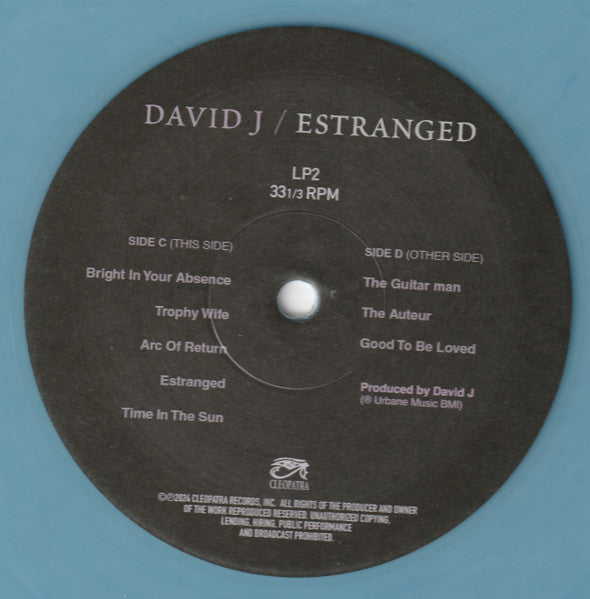 DAVID J / ESTRANGED
LP2
33 1/3 RPM
SIDE C (THIS SIDE)
Bright In Your Absence
Trophy Wife
Arc Of Return
Estranged
Time In The Sun
SIDE D (OTHER SIDE)
The Guitar man
The Auteur
Good To Be Loved
Produced by David J
(® Urbane Music BMI)
CLEOPATRA
©℗2024 CLEOPATRA RECORDS, INC. ALL RIGHTS OF THE PRODUCER AND OWNER
OF THE WORK REPRODUCED RESERVED. UNAUTHORIZED COPYING,
LENDING, HIRING, PUBLIC PERFORMANCE
AND BROADCAST PROHIBITED.